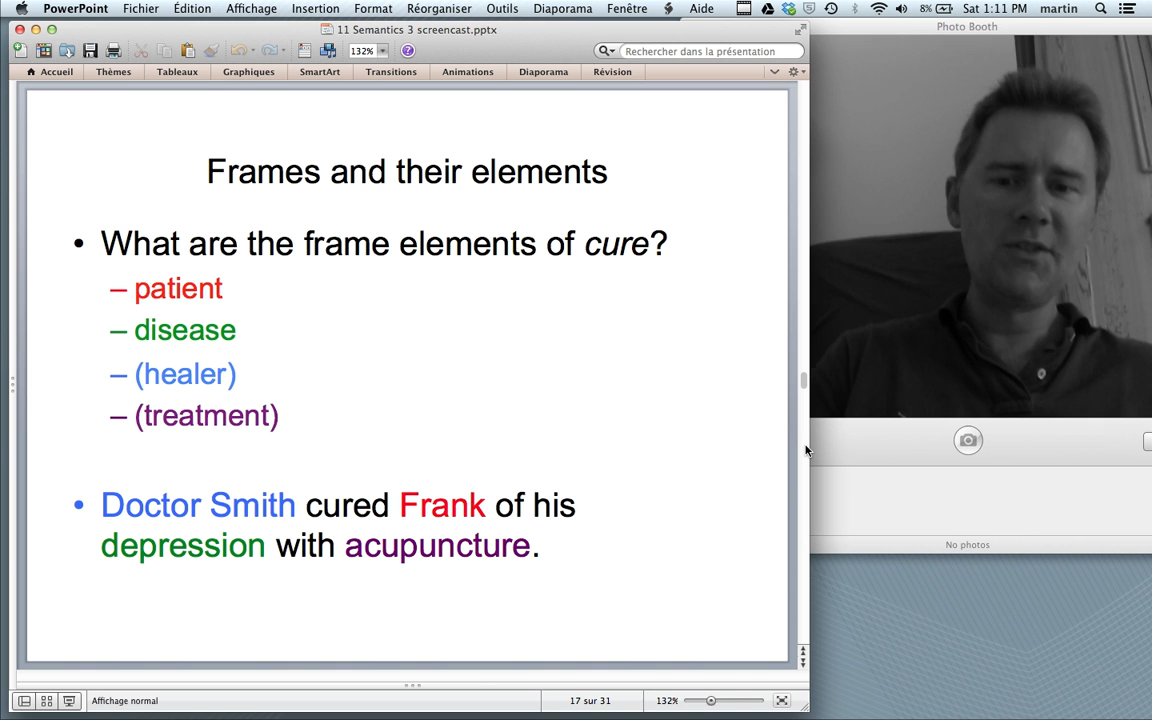 PowerPoint Fichier Édition Affichage Insertion Format Réorganiser Outils Diaporama Fenêtre Aide 8% Sat 1:11 PM martin
11 Semantics 3 screencast.pptx
Photo Booth
132% Rechercher dans la présentation
Accueil Thèmes Tableaux Graphiques SmartArt Transitions Animations Diaporama Révision
Frames and their elements
• What are the frame elements of cure?
– patient
– disease
– (healer)
– (treatment)
• Doctor Smith cured Frank of his
depression with acupuncture.
No photos
Affichage normal 17 sur 31 132%